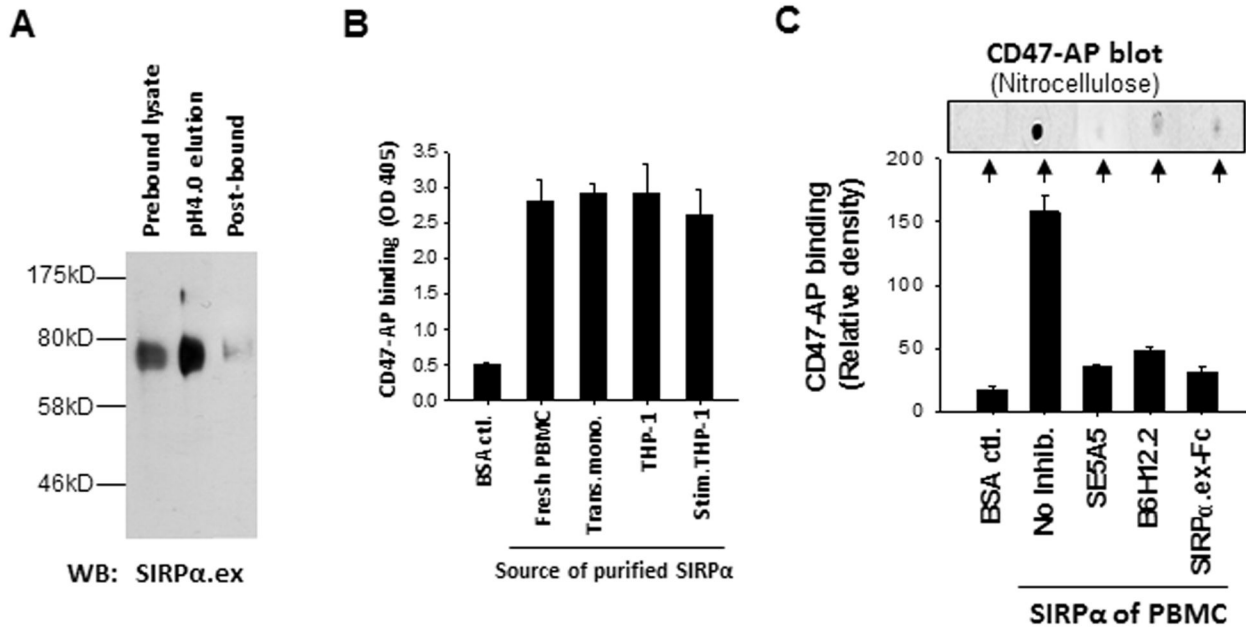 A
Prebound lysate
pH4.0 elution
Post-bound
175kD
80kD
58kD
46kD
WB: SIRPα.ex
B
CD47-AP binding (OD 405)
3.5
3.0
2.5
2.0
1.5
1.0
0.5
0.0
BSA ctl.
Fresh PBMC
Trans.mono.
THP-1
Stim.THP-1
Source of purified SIRPα
C
CD47-AP blot
(Nitrocellulose)
CD47-AP binding
(Relative density)
200
150
100
50
0
BSA ctl.
No Inhib.
SE5A5
B6H12.2
SIRPα.ex-Fc
SIRPα of PBMC